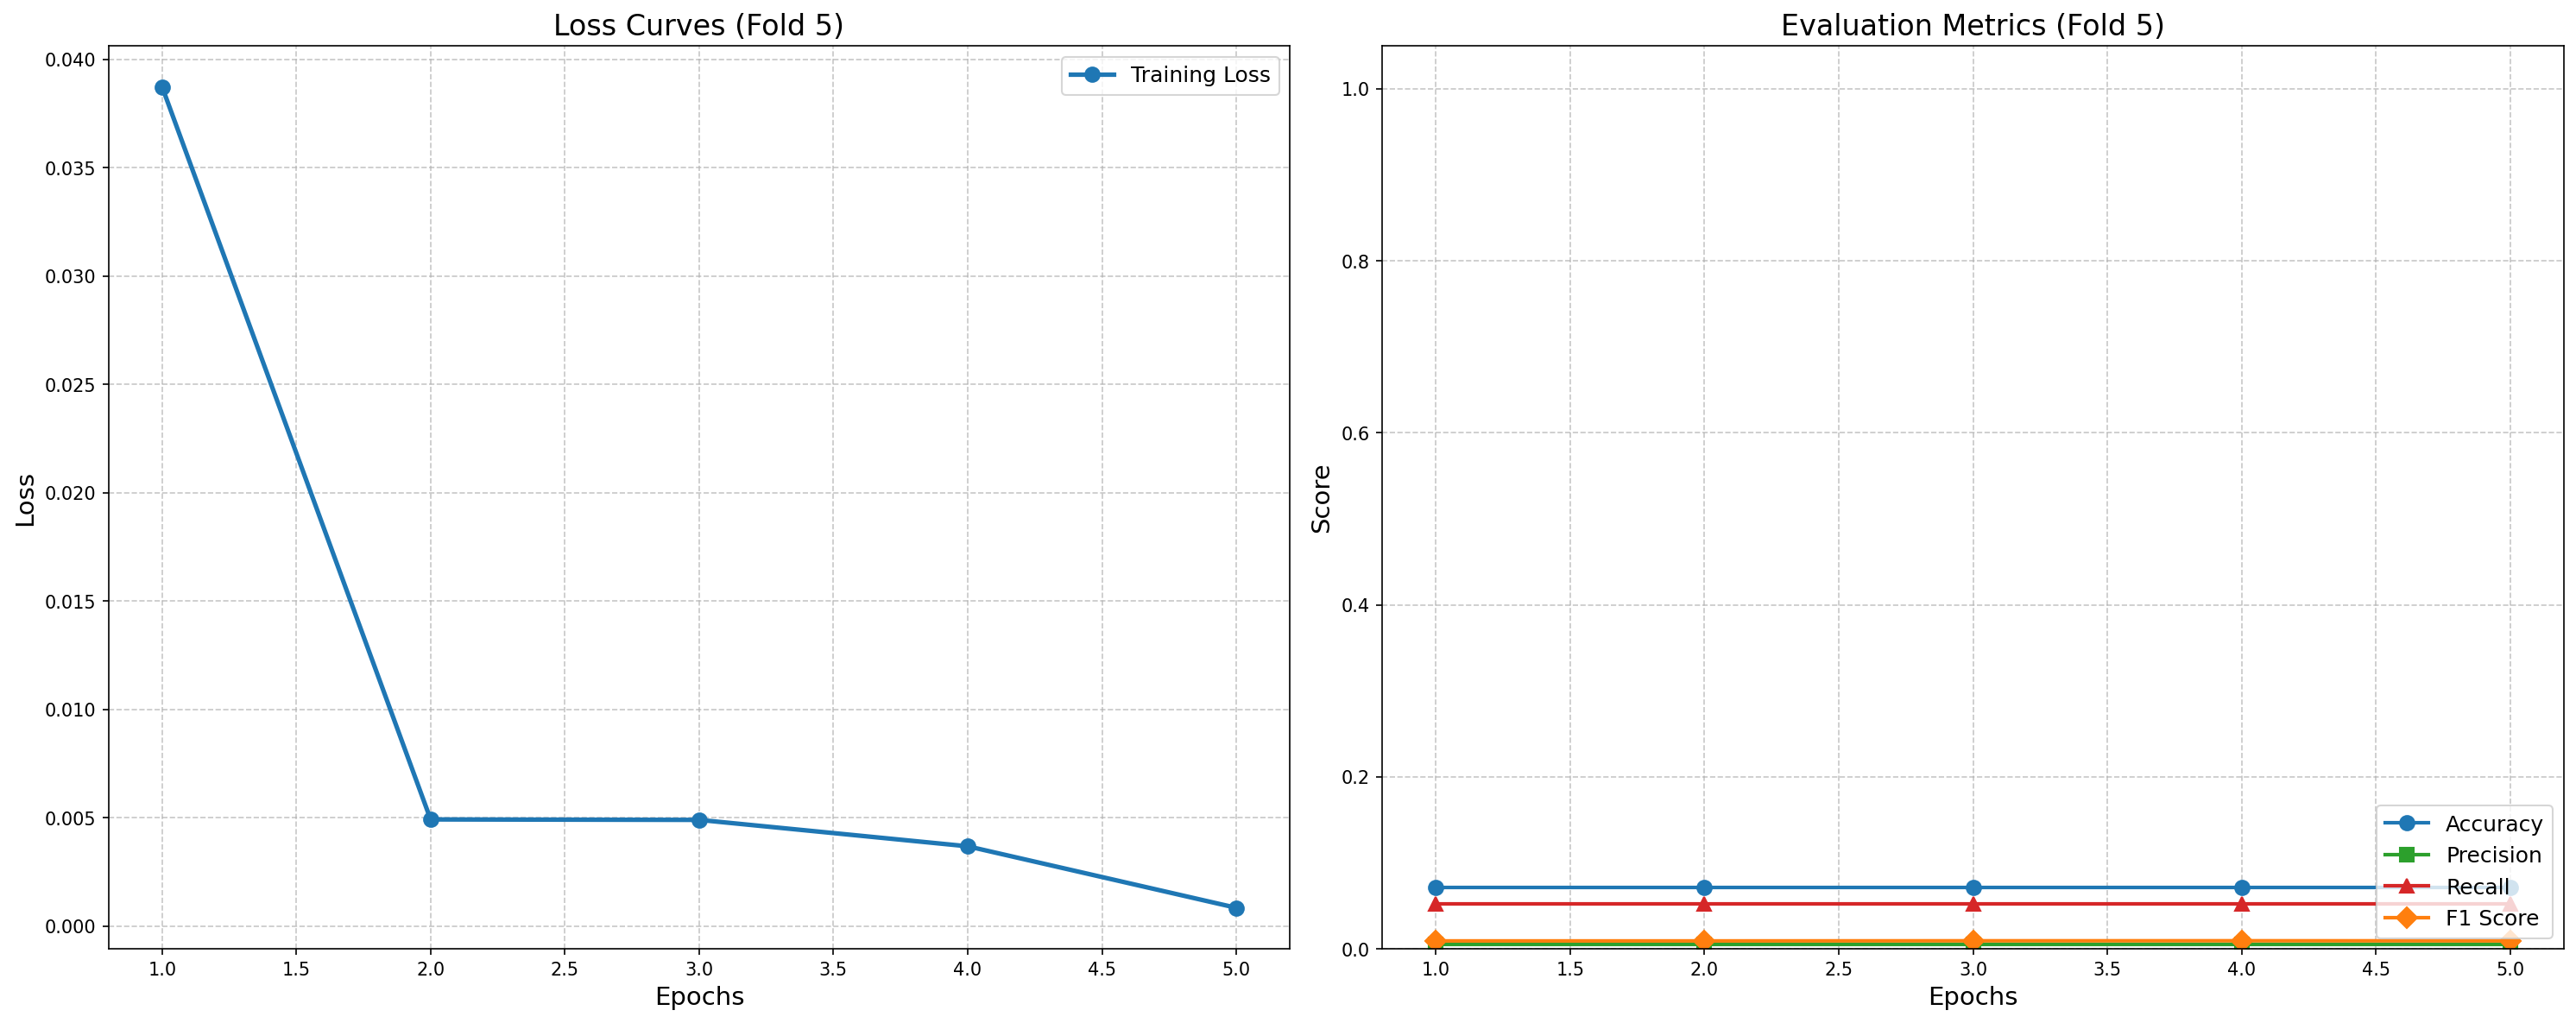 Loss Curves (Fold 5)
0.040
0.035
0.030
0.025
0.020
0.015
0.010
0.005
0.000
Loss
Training Loss
1.0 1.5 2.0 2.5 3.0 3.5 4.0 4.5 5.0
Epochs
Evaluation Metrics (Fold 5)
1.0
0.8
0.6
0.4
0.2
0.0
Score
Accuracy
Precision
Recall
F1 Score
1.0 1.5 2.0 2.5 3.0 3.5 4.0 4.5 5.0
Epochs